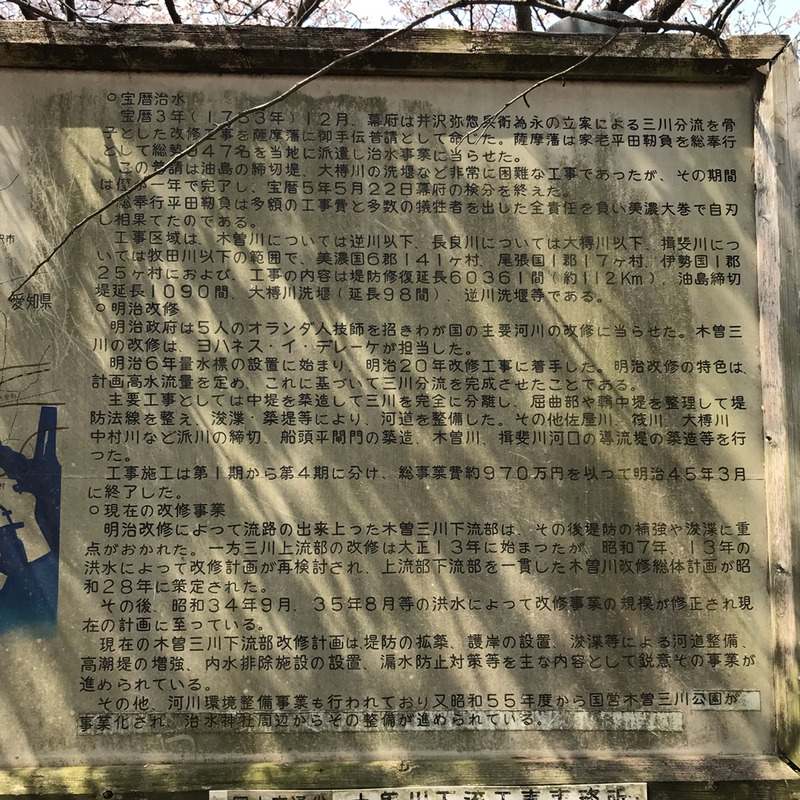 ○宝暦治水
宝暦3年(1753年)12月、幕府は井沢弥惣兵衛為永の立案による三川分流を骨
子とした改修工事を薩摩藩に御手伝普請として命じた。薩摩藩は家老平田靭負を総奉行
として総勢947名を当地に派遣し治水事業に当らせた。
この普請は油島の締切堤、大榑川の洗堰など非常に困難な工事であったが、その期間
は僅か一年で完了し、宝暦5年5月22日幕府の検分を終えた。
総奉行平田靭負は多額の工事費と多数の犠牲者を出した全責任を負い美濃大巻で自刃
し相果てたのである。
工事区域は、木曽川については逆川以下、長良川については大榑川以下、揖斐川につ
いては牧田川以下の範囲で、美濃国6郡141ヶ村、尾張国1郡17ヶ村、伊勢国1郡
25ヶ村におよび、工事の内容は堤防修復延長60361間(約112Km)、油島締切
堤延長1090間、大榑川洗堰(延長98間)、逆川洗堰等である。
○明治改修
明治政府は5人のオランダ人技師を招きわが国の主要河川の改修に当らせた。木曽三
川の改修は、ヨハネス・イ・デレーケが担当した。
明治6年量水標の設置に始まり、明治20年改修工事に着手した。明治改修の特色は、
計画高水流量を定め、これに基づいて三川分流を完成させたことである。
主要工事としては中堤を築造して三川を完全に分離し、屈曲部や輪中堤を整理して堤
防法線を整え、浚渫・築堤等により、河道を整備した。その他佐屋川、筏川、大榑川
中村川など派川の締切、船頭平閘門の築造、木曽川、揖斐川河口の導流堤の築造等を行
った。
工事施工は第1期から第4期に分け、総事業費約970万円を以って明治45年3月
に終了した。
○現在の改修事業
明治改修によって流路の出来上った木曽三川下流部は、その後堤防の補強や浚渫に重
点がおかれた。一方三川上流部の改修は大正13年に始まったが、昭和7年、13年の
洪水によって改修計画が再検討され、上流部下流部を一貫した木曽川改修総体計画が昭
和28年に策定された。
その後、昭和34年9月、35年8月等の洪水によって改修事業の規模が修正され現
在の計画に至っている。
現在の木曽三川下流部改修計画は、堤防の拡築、護岸の設置、浚渫等による河道整備、
高潮堤の増強、内水排除施設の設置、漏水防止対策等を主な内容として鋭意その事業が
進められている。
その他、河川環境整備事業も行われており又昭和55年度から国営木曽三川公園が
事業化され、治水神社周辺からその整備が進められている。
愛知県